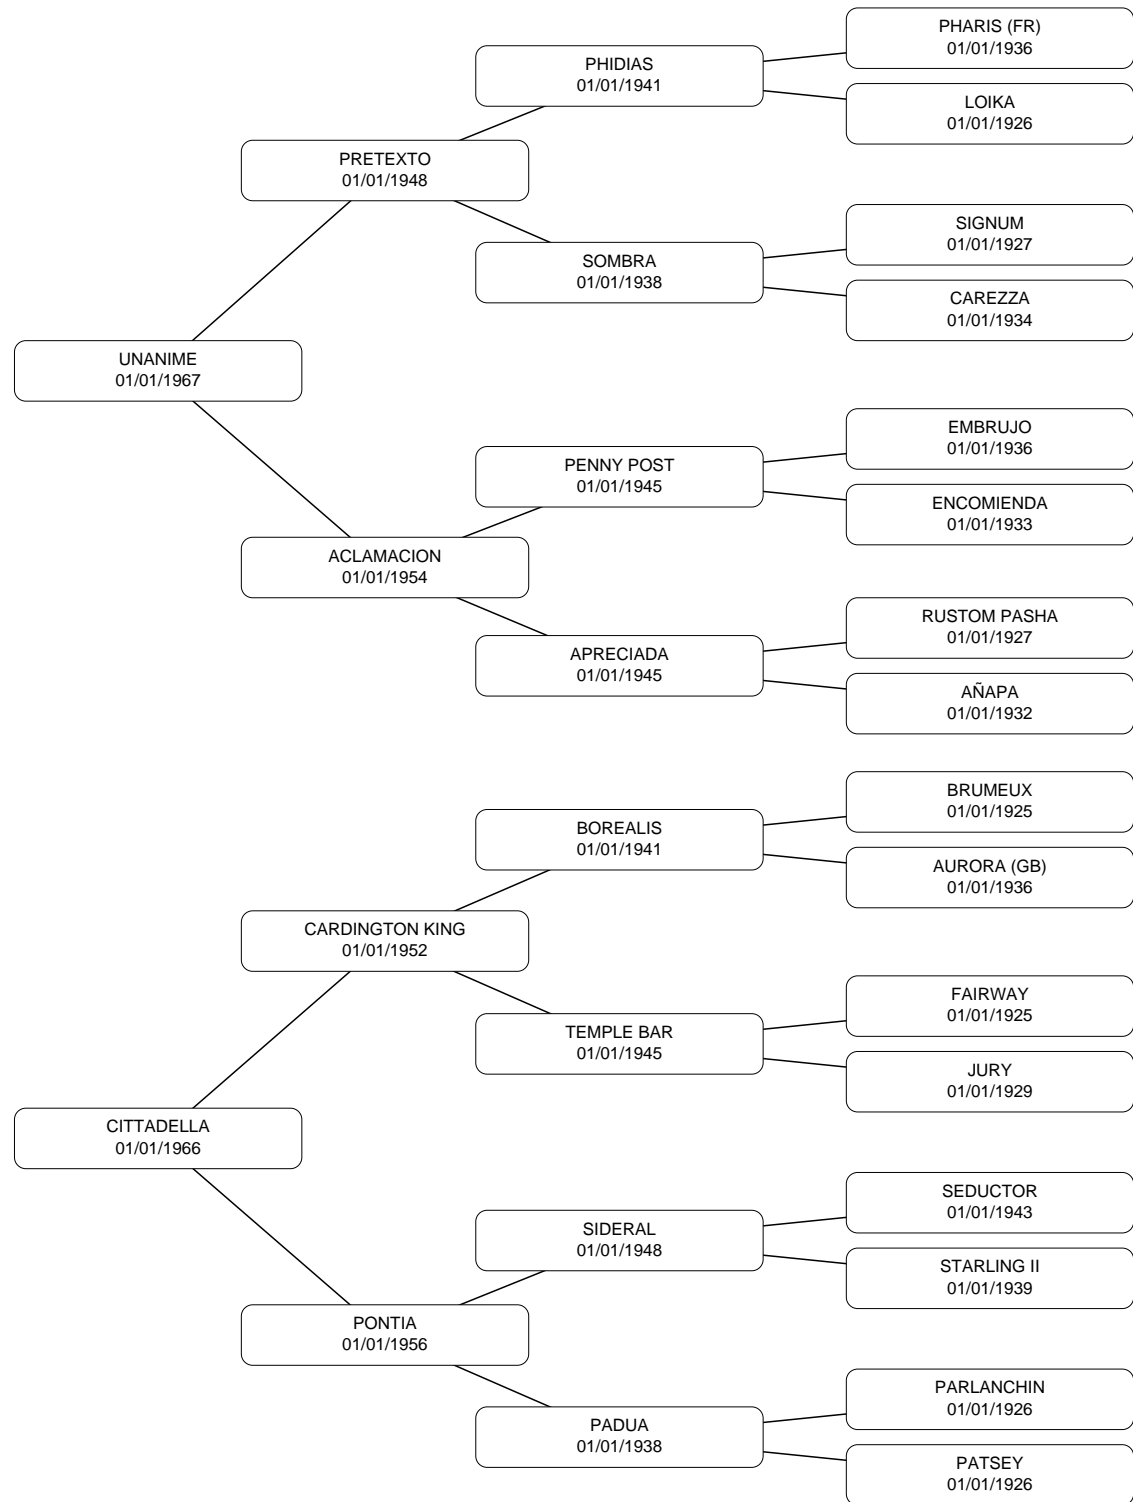 PHARIS (FR)
01/01/1936
PHIDIAS
01/01/1941
LOIKA
01/01/1926
PRETEXTO
01/01/1948
SIGNUM
01/01/1927
SOMBRA
01/01/1938
CAREZZA
01/01/1934
UNANIME
01/01/1967
EMBRUJO
01/01/1936
PENNY POST
01/01/1945
ENCOMIENDA
01/01/1933
ACLAMACION
01/01/1954
RUSTOM PASHA
01/01/1927
APRECIADA
01/01/1945
AÑAPA
01/01/1932
BRUMEUX
01/01/1925
BOREALIS
01/01/1941
AURORA (GB)
01/01/1936
CARDINGTON KING
01/01/1952
FAIRWAY
01/01/1925
TEMPLE BAR
01/01/1945
JURY
01/01/1929
CITTADELLA
01/01/1966
SEDUCTOR
01/01/1943
SIDERAL
01/01/1948
STARLING II
01/01/1939
PONTIA
01/01/1956
PARLANCHIN
01/01/1926
PADUA
01/01/1938
PATSEY
01/01/1926